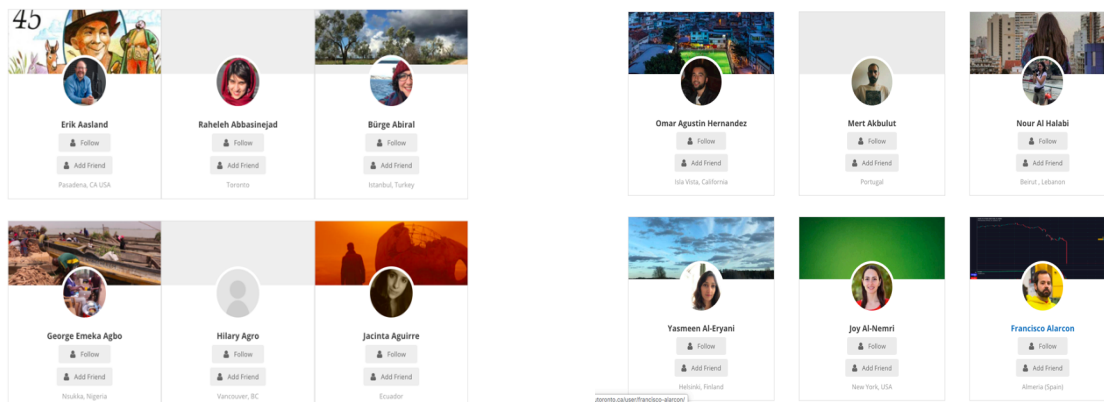 45
Erik Aasland
Follow
Add Friend
Pasadena, CA USA
Raheleh Abbasinejad
Follow
Add Friend
Toronto
Bürge Abiral
Follow
Add Friend
Istanbul, Turkey
George Emeka Agbo
Follow
Add Friend
Nsukka, Nigeria
Hilary Agro
Follow
Add Friend
Vancouver, BC
Jacinta Aguirre
Follow
Add Friend
Ecuador
Omar Agustin Hernandez
Follow
Add Friend
Isla Vista, California
Mert Akbulut
Follow
Add Friend
Portugal
Nour Al Halabi
Follow
Add Friend
Beirut , Lebanon
Yasmeen Al-Eryani
Follow
Add Friend
Helsinki, Finland
Joy Al-Nemri
Follow
Add Friend
New York, USA
Francisco Alarcon
Follow
Add Friend
Almeria (Spain)
utoronto.ca/user/francisco-alarcon/